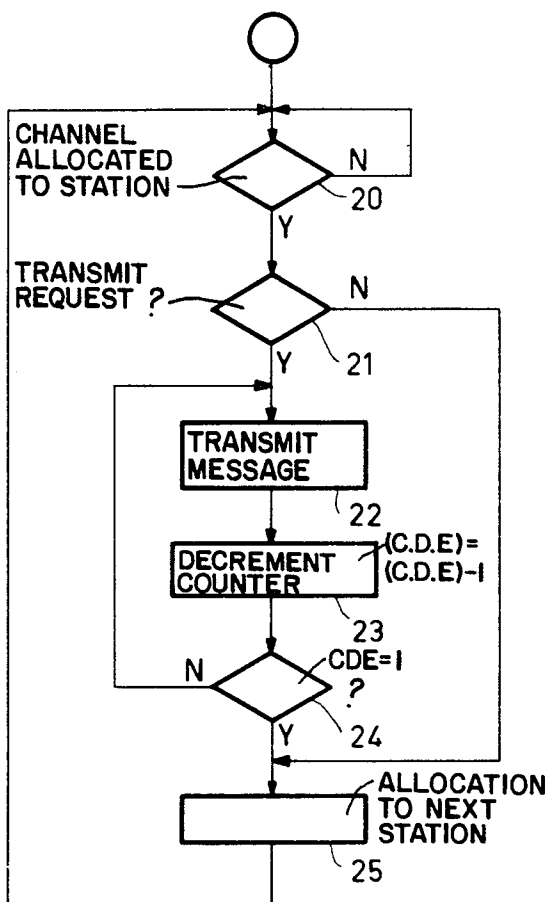 CHANNEL
ALLOCATED
TO STATION
N
20
Y
TRANSMIT
REQUEST ?
N
21
Y
TRANSMIT
MESSAGE
22
DECREMENT
COUNTER
(C.D.E)=
(C.D.E)-1
23
N
CDE=1
?
24
Y
ALLOCATION
TO NEXT
STATION
25